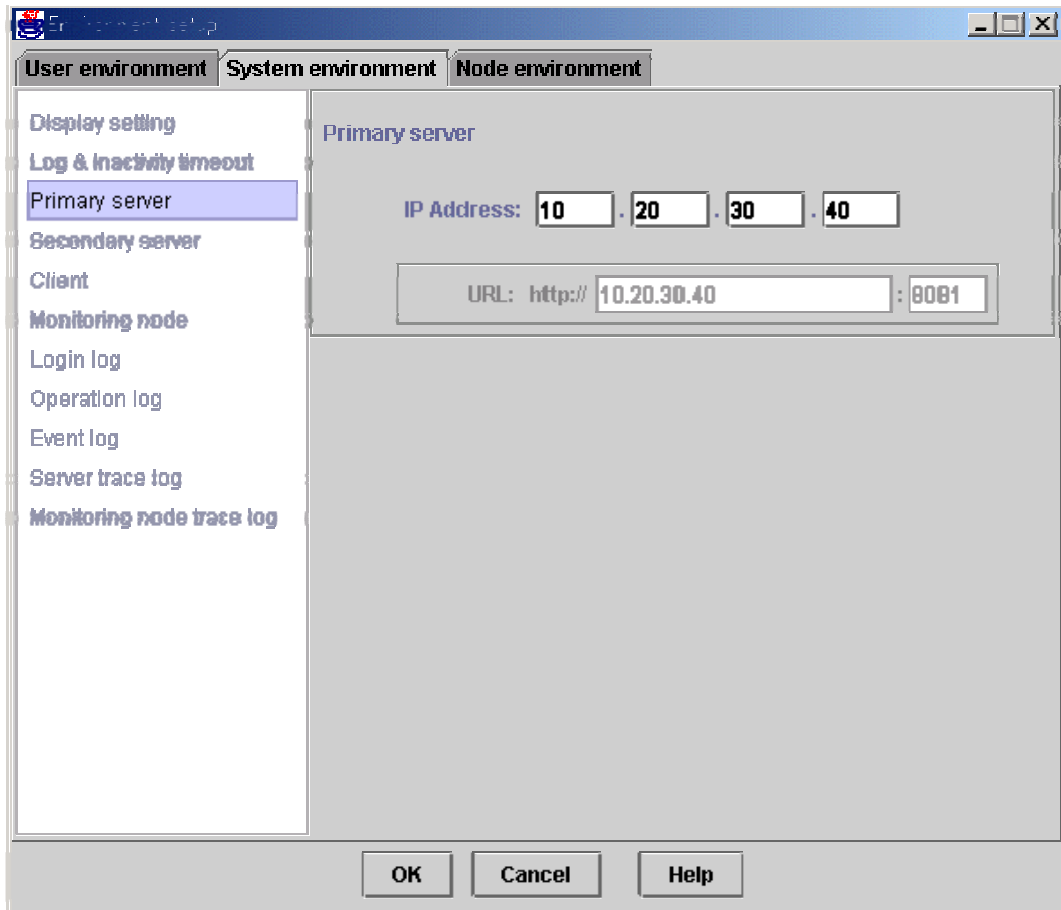 Environment setup
User environment System environment Node environment
Display setting
Log & inactivity timeout
Primary server
Secondary server
Client
Monitoring node
Login log
Operation log
Event log
Server trace log
Monitoring node trace log
Primary server
IP Address: 10 . 20 . 30 . 40
URL: http:// 10.20.30.40 : 8081
OK Cancel Help